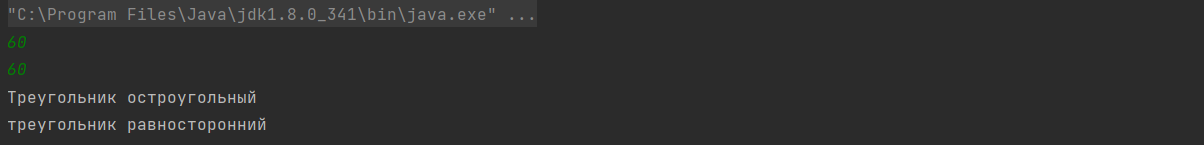 "C:\Program Files\Java\jdk1.8.0_341\bin\java.exe" ...
60
60
Треугольник остроугольный
треугольник равносторонний